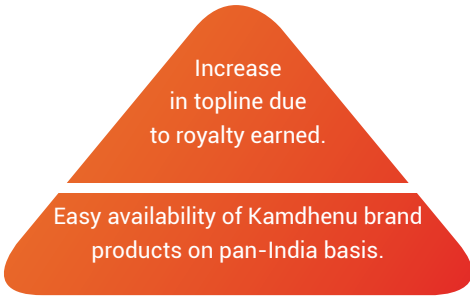 Increase
in topline due
to royalty earned.
Easy availability of Kamdhenu brand
products on pan-India basis.